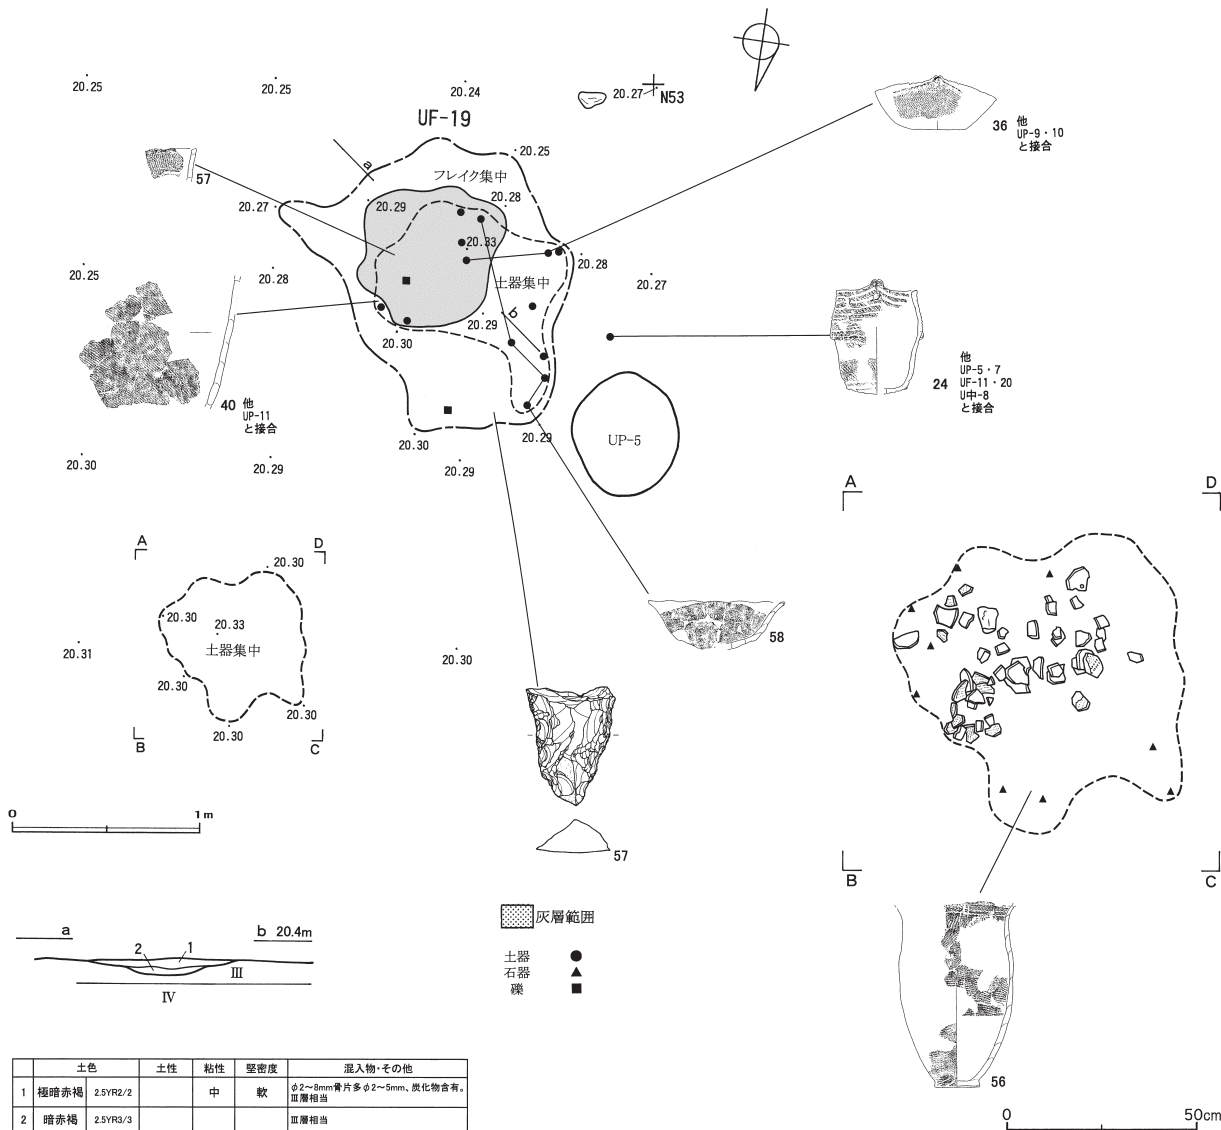 20.25
20.25
20.24
20.27
N53
UF-19
36
他
UP-9・10
と接合
57
a
20.25
フレイク集中
20.27
20.29
20.28
20.33
20.25
20.28
土器集中
20.28
20.27
b
20.29
20.30
40
他
UP-11
と接合
24
他
UP-5・7
UF-11・20
U中-8
と接合
20.30
20.29
20.30
20.29
20.29
UP-5
A
D
A
D
20.30
20.30
20.33
土器集中
20.31
20.30
20.30
20.30
20.30
B
C
58
57
0
1m
a
b 20.4m
2
1
III
IV
灰層範囲
土器 ●
石器 ▲
礫 ■
B
C
56
0
50cm
土色 土性 粘性 堅密度 混入物・その他
1 極暗赤褐 2.5YR2/2 中 軟 φ2〜8mm骨片多φ2〜5mm、炭化物含有。
Ⅲ層相当
2 暗赤褐 2.5YR3/3 Ⅲ層相当